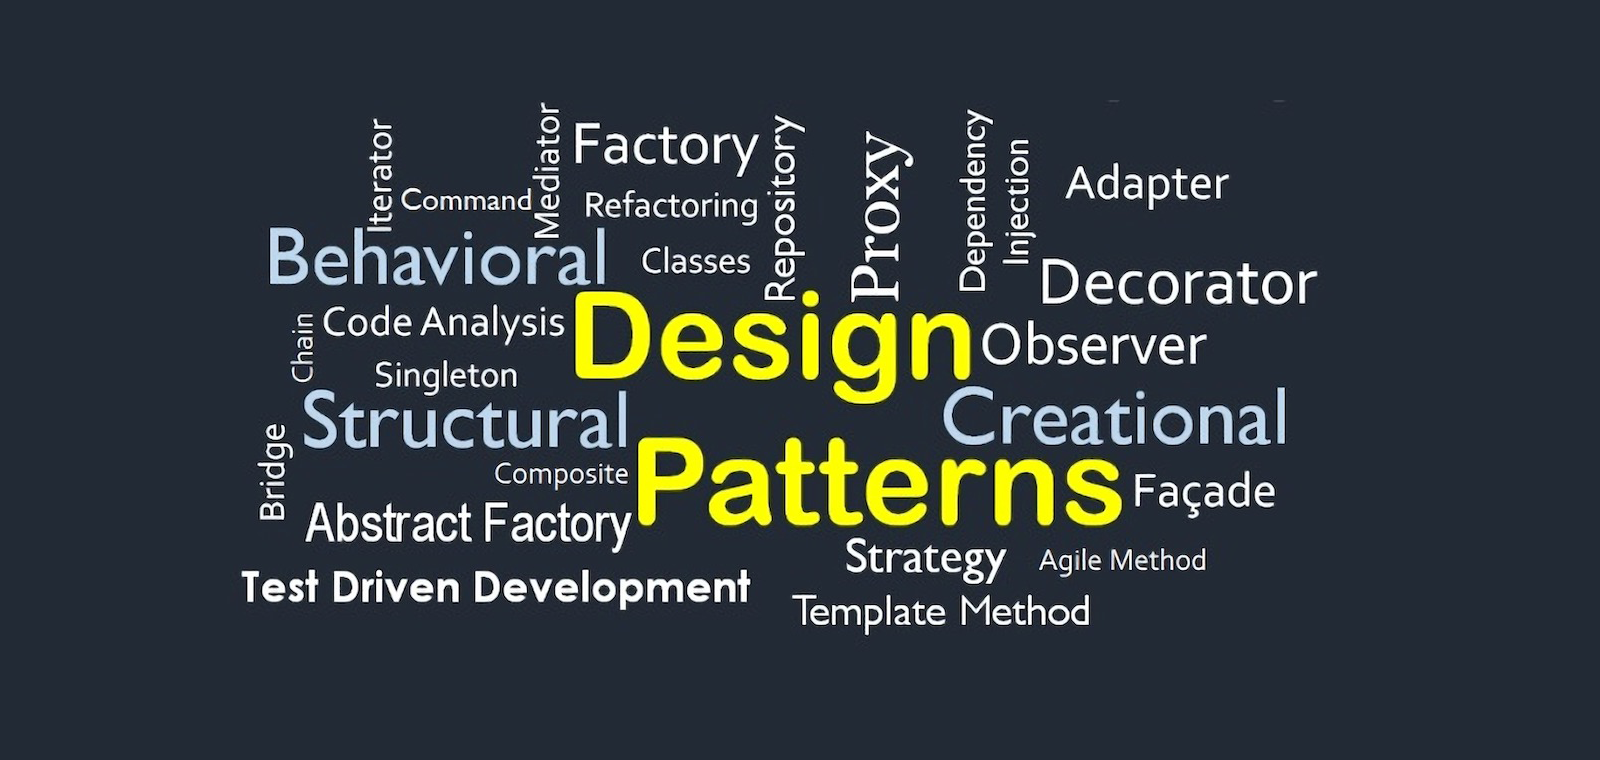 Iterator
Command
Mediator
Factory
Refactoring
Repository
Proxy
Dependency
Injection
Adapter
Behavioral
Classes
Decorator
Chain
Code Analysis
Design
Observer
Singleton
Structural
Creational
Bridge
Composite
Patterns
Façade
Abstract Factory
Strategy
Agile Method
Test Driven Development
Template Method